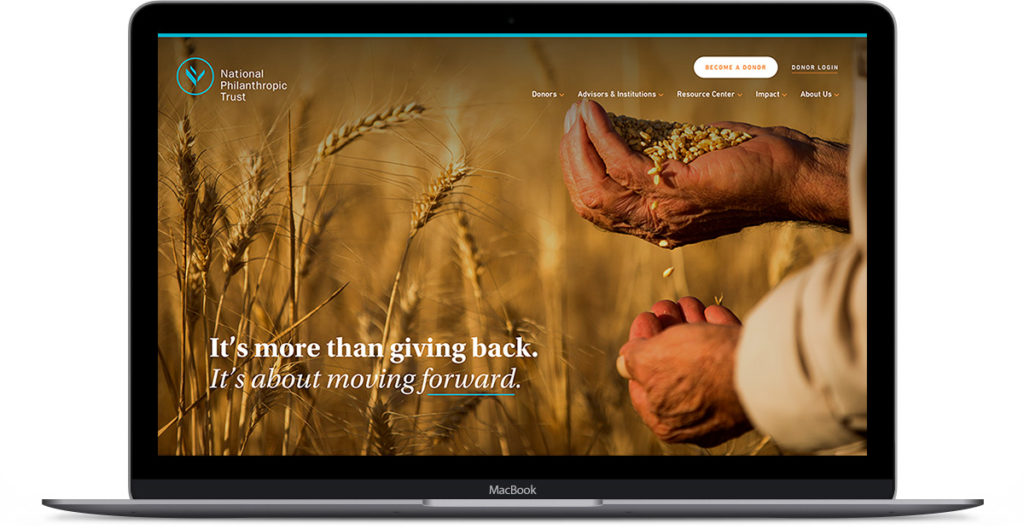 National
Philanthropic
Trust
BECOME A DONOR
DONOR LOGIN
Donors
Advisors & Institutions
Resource Center
Impact
About Us
It's more than giving back.
It's about moving forward.
MacBook